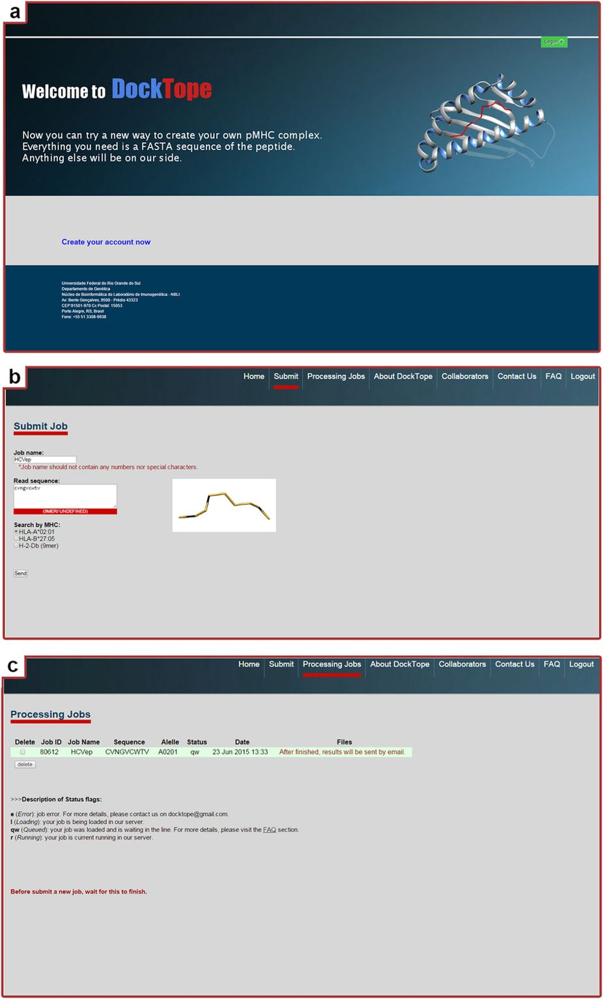 a
Login
Welcome to DockTope
Now you can try a new way to create your own pMHC complex.
Everything you need is a FASTA sequence of the peptide.
Anything else will be on our side.
Create your account now
Universidade Federal do Rio Grande do Sul
Departamento de Genética
Núcleo de Bioinformática do Laboratório de Imunogenética - NBLI
Av: Bento Gonçalves, 9500 - Prédio 43323
CEP:91501-970 Cx Postal: 15053
Porto Alegre, RS, Brasil
Fone: +55 51 3308-9938
b
Home Submit Processing Jobs About DockTope Collaborators Contact Us FAQ Logout
Submit Job
Job name:
HCVep
*Job name should not contain any numbers nor special characters.
Read sequence:
cvngvcwtv
(9MER/ UNDEFINED)
Search by MHC:
HLA-A*02:01
HLA-B*27:05
H-2-Db (9mer)
Send
c
Home Submit Processing Jobs About DockTope Collaborators Contact Us FAQ Logout
Processing Jobs
Delete Job ID Job Name Sequence Alelle Status Date Files
80612 HCVep CVNGVCWTV A0201 qw 23 Jun 2015 13:33 After finished, results will be sent by email.
delete
>>>Description of Status flags:
e (Error): job error. For more details, please contact us on docktope@gmail.com.
l (Loading): your job is being loaded in our server.
qw (Queued): your job was loaded and is waiting in the line. For more details, please visit the FAQ section.
r (Running): your job is current running in our server.
Before submit a new job, wait for this to finish.